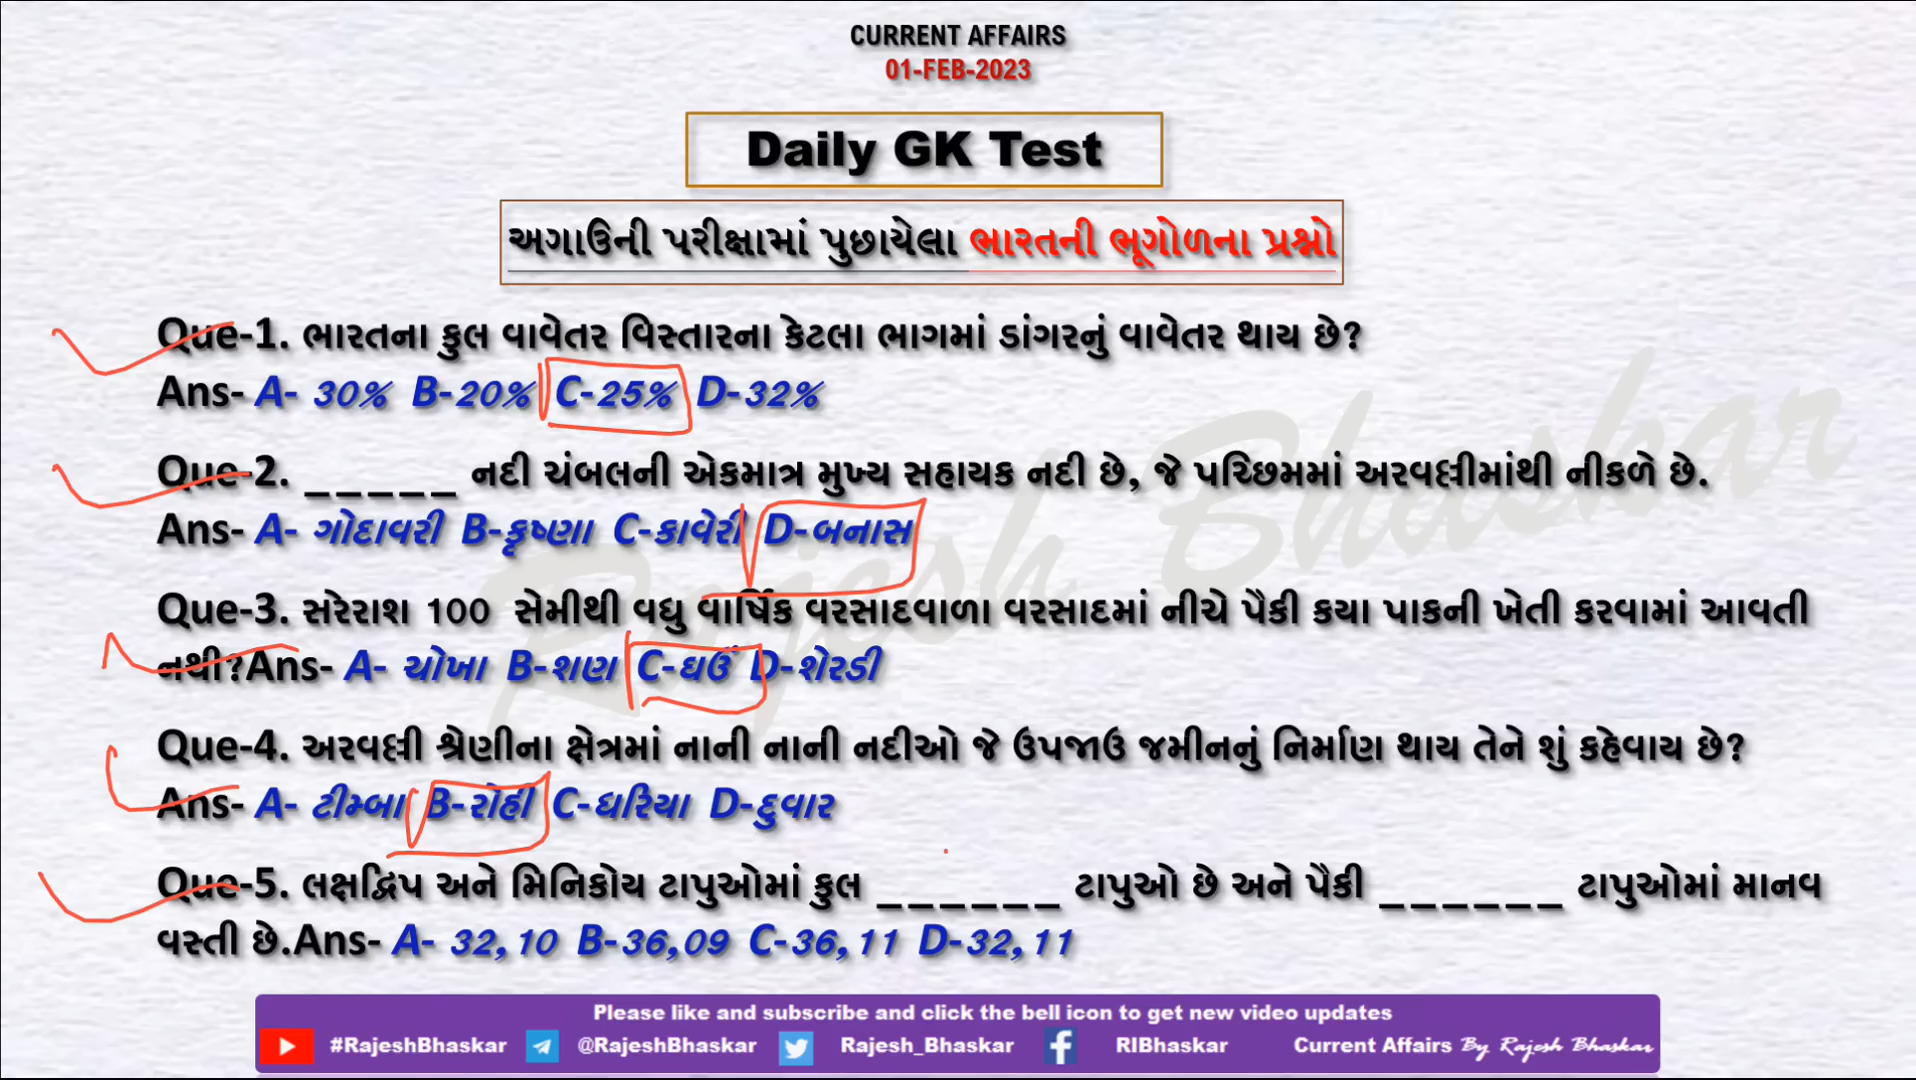 CURRENT AFFAIRS
01-FEB-2023
Daily GK Test
અગાઉની પરીક્ષામાં પુછાયેલા ભારતની ભૂગોળના પ્રશ્નો
Que-1. ભારતના કુલ વાવેતર વિસ્તારના કેટલા ભાગમાં ડાંગરનું વાવેતર થાય છે?
Ans- A- 30% B-20% C-25% D-32%
Que-2. _____ નદી ચંબલની એકમાત્ર મુખ્ય સહાયક નદી છે, જે પચ્છિમમાં અરવલ્લીમાંથી નીકળે છે.
Ans- A- ગોદાવરી B-કૃષ્ણા C-કાવેરી D-બનાસ
Que-3. સરેરાશ 100 સેમીથી વધુ વાર્ષિક વરસાદવાળા વરસાદમાં નીચે પૈકી કયા પાકની ખેતી કરવામાં આવતી
નથી?Ans- A- ચોખા B-શણ C-ઘઉં D-શેરડી
Que-4. અરવલ્લી શ્રેણીના ક્ષેત્રમાં નાની નાની નદીઓ જે ઉપજાઉ જમીનનું નિર્માણ થાય તેને શું કહેવાય છે?
Ans- A- ટીમ્બા B-રોહી C-ઘરિયા D-દુવાર
Que-5. લક્ષદ્વિપ અને મિનિકોય ટાપુઓમાં કુલ ______ ટાપુઓ છે અને પૈકી ______ ટાપુઓમાં માનવ
વસ્તી છે.Ans- A- 32,10 B-36,09 C-36,11 D-32,11
Rajesh Bhaskar
Please like and subscribe and click the bell icon to get new video updates
#RajeshBhaskar @RajeshBhaskar Rajesh_Bhaskar RIBhaskar Current Affairs By Rajesh Bhaskar